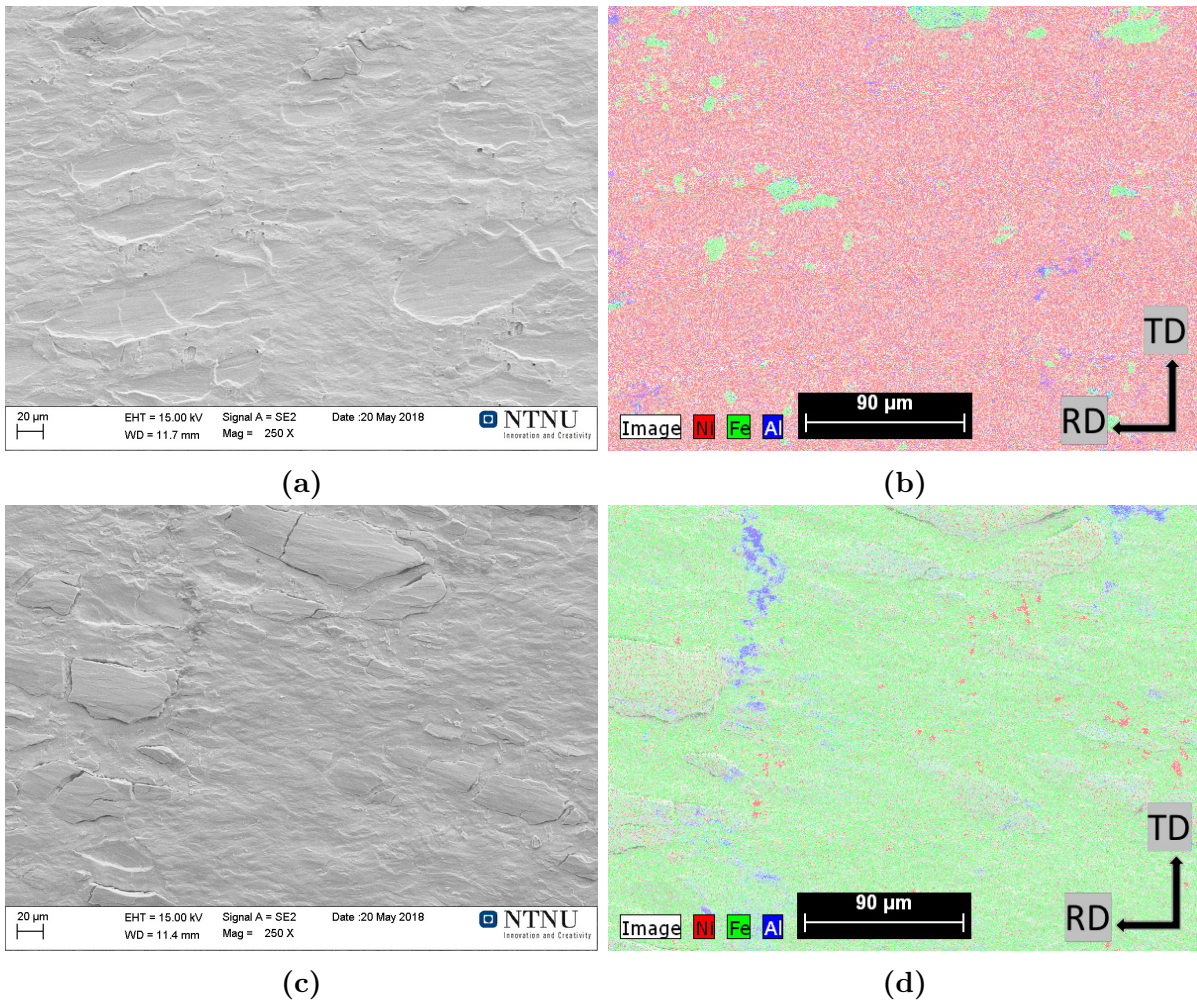 20 µm
EHT = 15.00 kV
Signal A = SE2
Date :20 May 2018
WD = 11.7 mm
Mag = 250 X
NTNU
Innovation and Creativity
(a)
TD
RD
90 µm
Image Ni Fe Al
(b)
20 µm
EHT = 15.00 kV
Signal A = SE2
Date :20 May 2018
WD = 11.4 mm
Mag = 250 X
NTNU
Innovation and Creativity
(c)
TD
RD
90 µm
Image Ni Fe Al
(d)